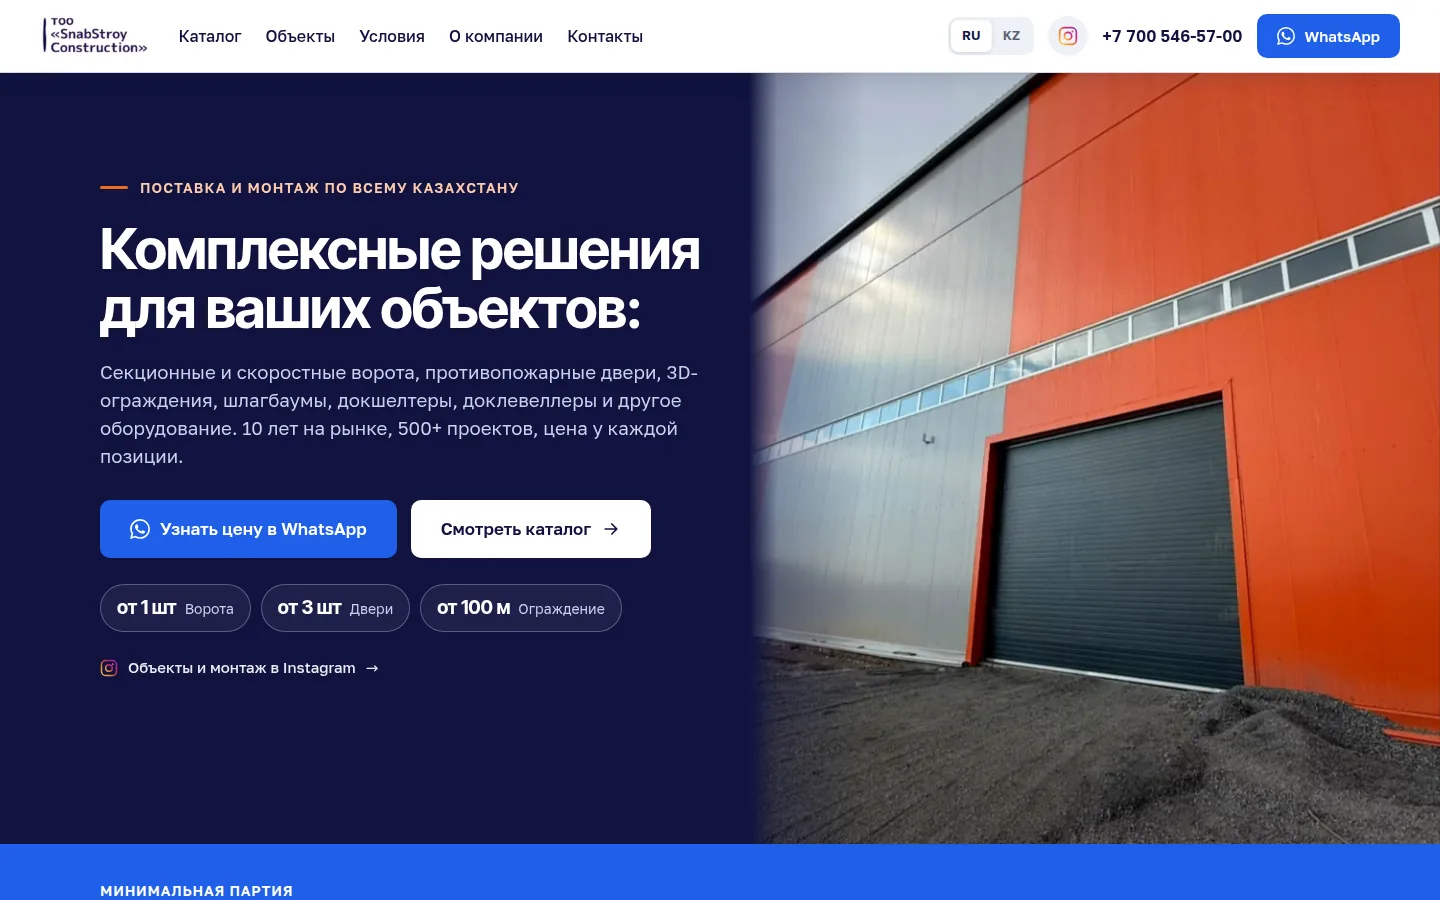 ТОО
«SnabStroy
Construction»
Каталог
Объекты
Условия
О компании
Контакты
RU
KZ
+7 700 546-57-00
WhatsApp
ПОСТАВКА И МОНТАЖ ПО ВСЕМУ КАЗАХСТАНУ
Комплексные решения
для ваших объектов:
Секционные и скоростные ворота, противопожарные двери, 3D-
ограждения, шлагбаумы, докшелтеры, доклевеллеры и другое
оборудование. 10 лет на рынке, 500+ проектов, цена у каждой
позиции.
Узнать цену в WhatsApp
Смотреть каталог →
от 1 шт Ворота
от 3 шт Двери
от 100 м Ограждение
Объекты и монтаж в Instagram →
МИНИМАЛЬНАЯ ПАРТИЯ